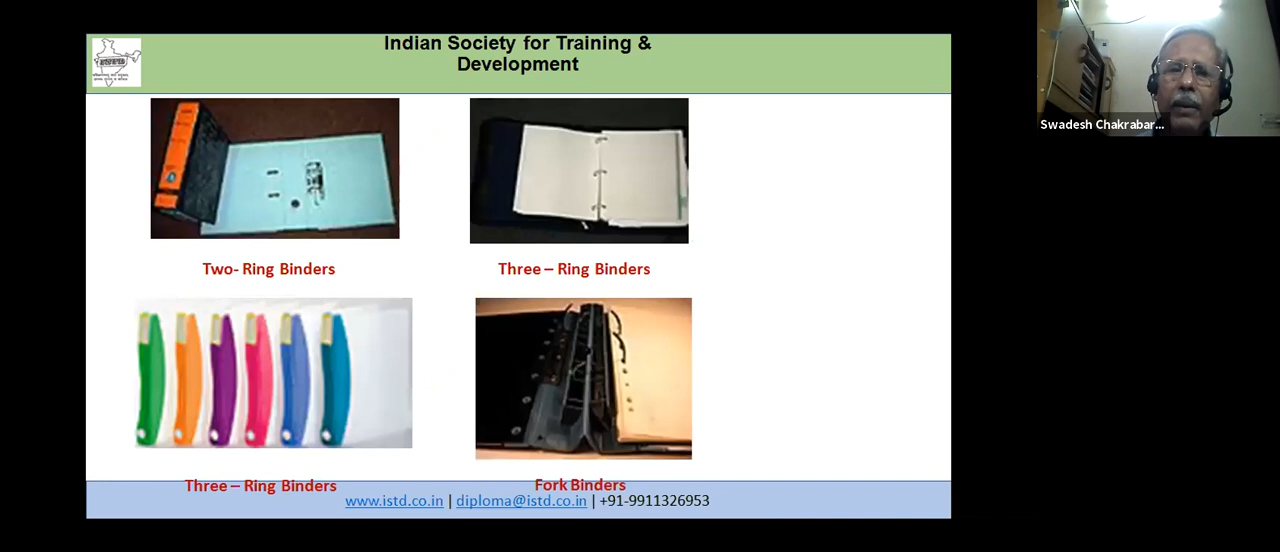 Indian Society for Training &
Development
Swadesh Chakrabar...
Two- Ring Binders
Three – Ring Binders
Three – Ring Binders
Fork Binders
www.istd.co.in | diploma@istd.co.in | +91-9911326953